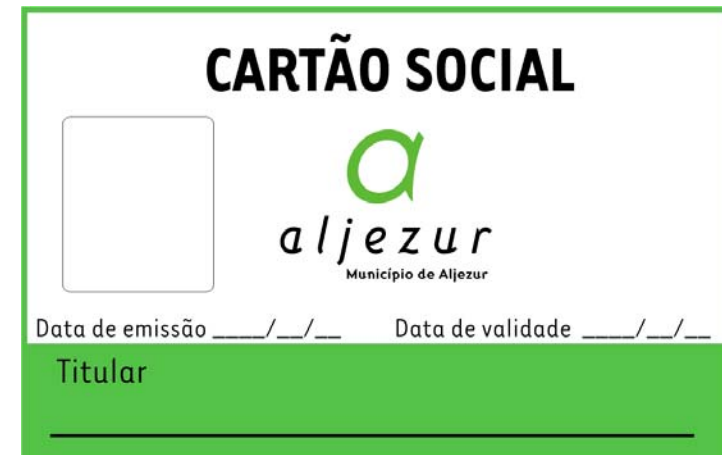 CARTÃO SOCIAL
a
aljezur
Município de Aljezur
Data de emissão ____/__/__ Data de validade ____/__/__
Titular